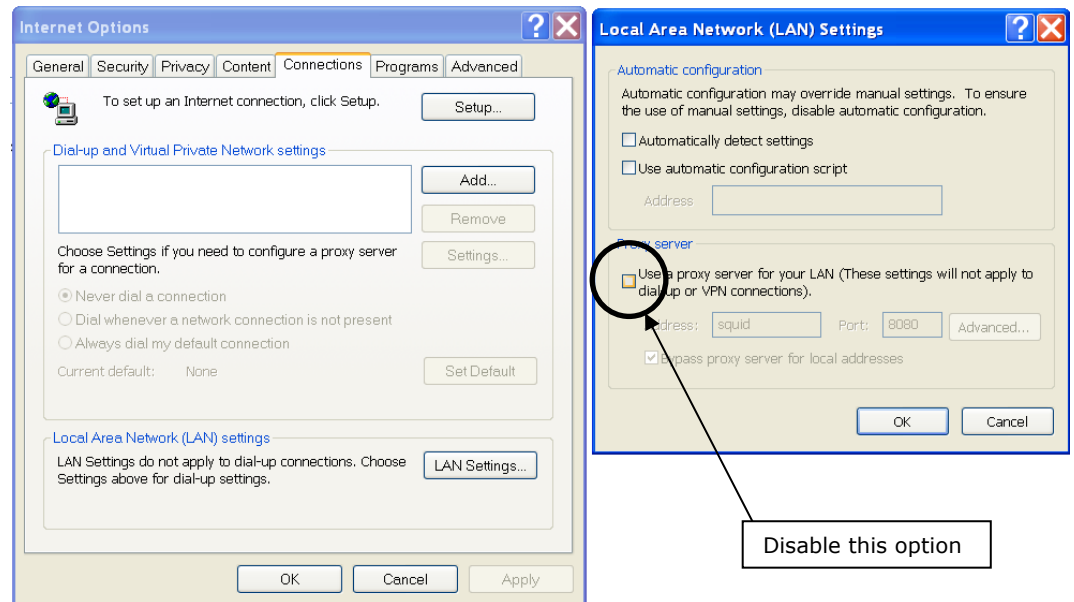 Internet Options
General Security Privacy Content Connections Programs Advanced
To set up an Internet connection, click Setup.
Setup...
Dial-up and Virtual Private Network settings
Add...
Remove
Choose Settings if you need to configure a proxy server
for a connection.
Settings...
Never dial a connection
Dial whenever a network connection is not present
Always dial my default connection
Current default: None
Set Default
Local Area Network (LAN) settings
LAN Settings do not apply to dial-up connections. Choose
Settings above for dial-up settings.
LAN Settings...
OK Cancel Apply
Local Area Network (LAN) Settings
Automatic configuration
Automatic configuration may override manual settings. To ensure
the use of manual settings, disable automatic configuration.
Automatically detect settings
Use automatic configuration script
Address
Proxy server
Use a proxy server for your LAN (These settings will not apply to
dial-up or VPN connections).
Address: squid Port: 8080 Advanced...
Bypass proxy server for local addresses
OK Cancel
Disable this option